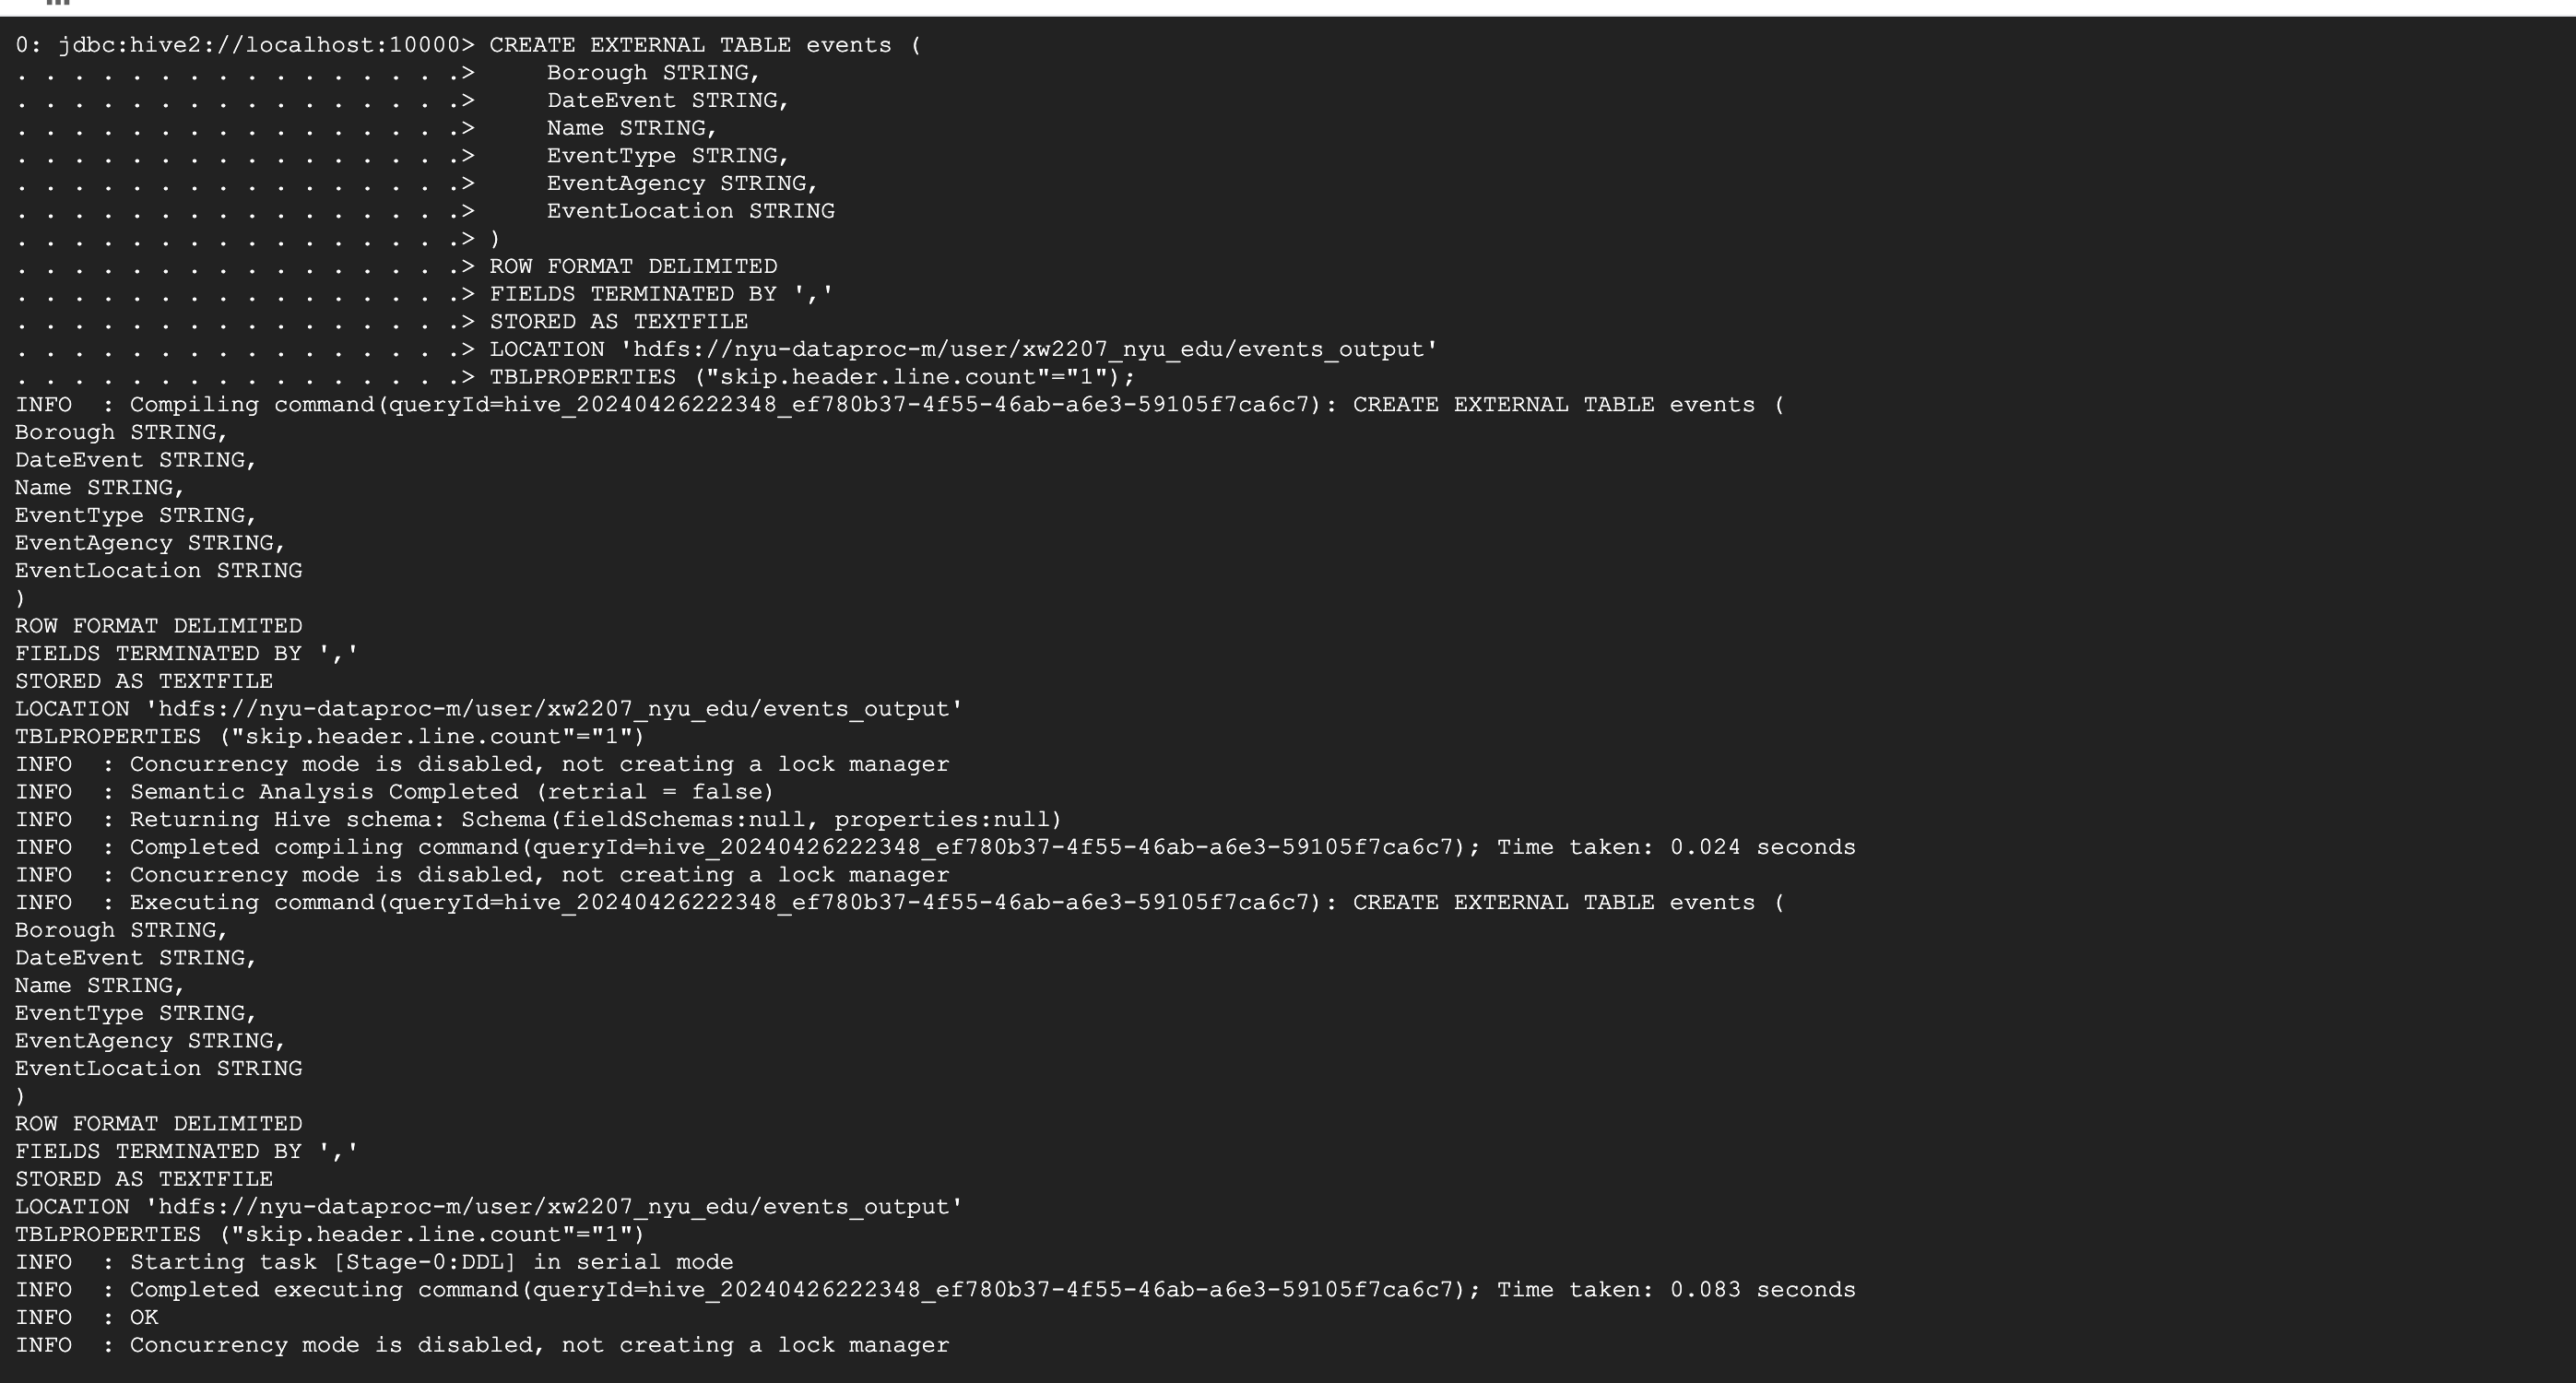 0: jdbc:hive2://localhost:10000> CREATE EXTERNAL TABLE events (
. . . . . . . . . . . . . . . .>     Borough STRING,
. . . . . . . . . . . . . . . .>     DateEvent STRING,
. . . . . . . . . . . . . . . .>     Name STRING,
. . . . . . . . . . . . . . . .>     EventType STRING,
. . . . . . . . . . . . . . . .>     EventAgency STRING,
. . . . . . . . . . . . . . . .>     EventLocation STRING
. . . . . . . . . . . . . . . .> )
. . . . . . . . . . . . . . . .> ROW FORMAT DELIMITED
. . . . . . . . . . . . . . . .> FIELDS TERMINATED BY ','
. . . . . . . . . . . . . . . .> STORED AS TEXTFILE
. . . . . . . . . . . . . . . .> LOCATION 'hdfs://nyu-dataproc-m/user/xw2207_nyu_edu/events_output'
. . . . . . . . . . . . . . . .> TBLPROPERTIES ("skip.header.line.count"="1");
INFO  : Compiling command(queryId=hive_20240426222348_ef780b37-4f55-46ab-a6e3-59105f7ca6c7): CREATE EXTERNAL TABLE events (
Borough STRING,
DateEvent STRING,
Name STRING,
EventType STRING,
EventAgency STRING,
EventLocation STRING
)
ROW FORMAT DELIMITED
FIELDS TERMINATED BY ','
STORED AS TEXTFILE
LOCATION 'hdfs://nyu-dataproc-m/user/xw2207_nyu_edu/events_output'
TBLPROPERTIES ("skip.header.line.count"="1")
INFO  : Concurrency mode is disabled, not creating a lock manager
INFO  : Semantic Analysis Completed (retrial = false)
INFO  : Returning Hive schema: Schema(fieldSchemas:null, properties:null)
INFO  : Completed compiling command(queryId=hive_20240426222348_ef780b37-4f55-46ab-a6e3-59105f7ca6c7); Time taken: 0.024 seconds
INFO  : Concurrency mode is disabled, not creating a lock manager
INFO  : Executing command(queryId=hive_20240426222348_ef780b37-4f55-46ab-a6e3-59105f7ca6c7): CREATE EXTERNAL TABLE events (
Borough STRING,
DateEvent STRING,
Name STRING,
EventType STRING,
EventAgency STRING,
EventLocation STRING
)
ROW FORMAT DELIMITED
FIELDS TERMINATED BY ','
STORED AS TEXTFILE
LOCATION 'hdfs://nyu-dataproc-m/user/xw2207_nyu_edu/events_output'
TBLPROPERTIES ("skip.header.line.count"="1")
INFO  : Starting task [Stage-0:DDL] in serial mode
INFO  : Completed executing command(queryId=hive_20240426222348_ef780b37-4f55-46ab-a6e3-59105f7ca6c7); Time taken: 0.083 seconds
INFO  : OK
INFO  : Concurrency mode is disabled, not creating a lock manager